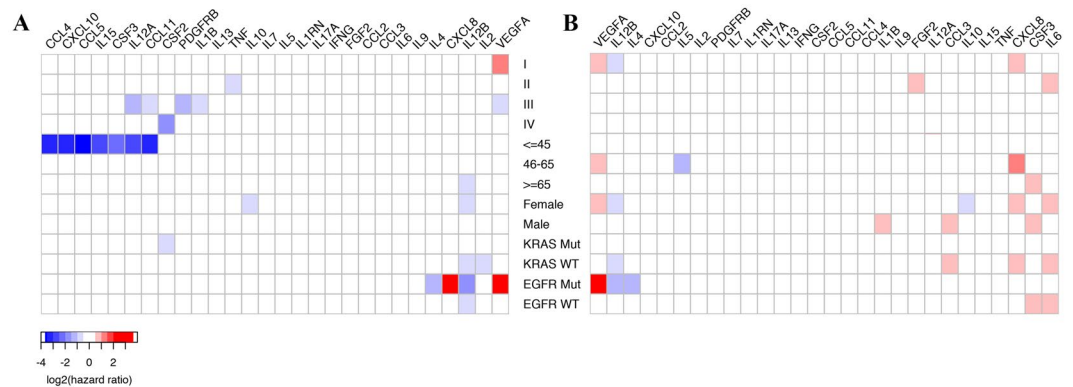 A
CCL4 CXCL10 CCL5 IL15 CSF3 IL12A CCL11 CSF2 PDGFRB IL1B IL13 TNF IL10 IL7 IL5 IL1RN IL17A IFNG FGF2 CCL2 CCL3 IL6 IL9 IL4 CXCL8 IL12B IL2 VEGFA
B
VEGFA IL12B IL4 CXCL10 CCL2 IL5 IL2 PDGFRB IL7 IL1RN IL17A IL13 IFNG CSF2 CCL5 CCL11 CCL4 IL1B IL9 FGF2 IL12A CCL3 IL10 IL15 TNF CXCL8 CSF3 IL6
I
II
III
IV
<=45
46-65
>=65
Female
Male
KRAS Mut
KRAS WT
EGFR Mut
EGFR WT
-4 -2 0 2
log2(hazard ratio)